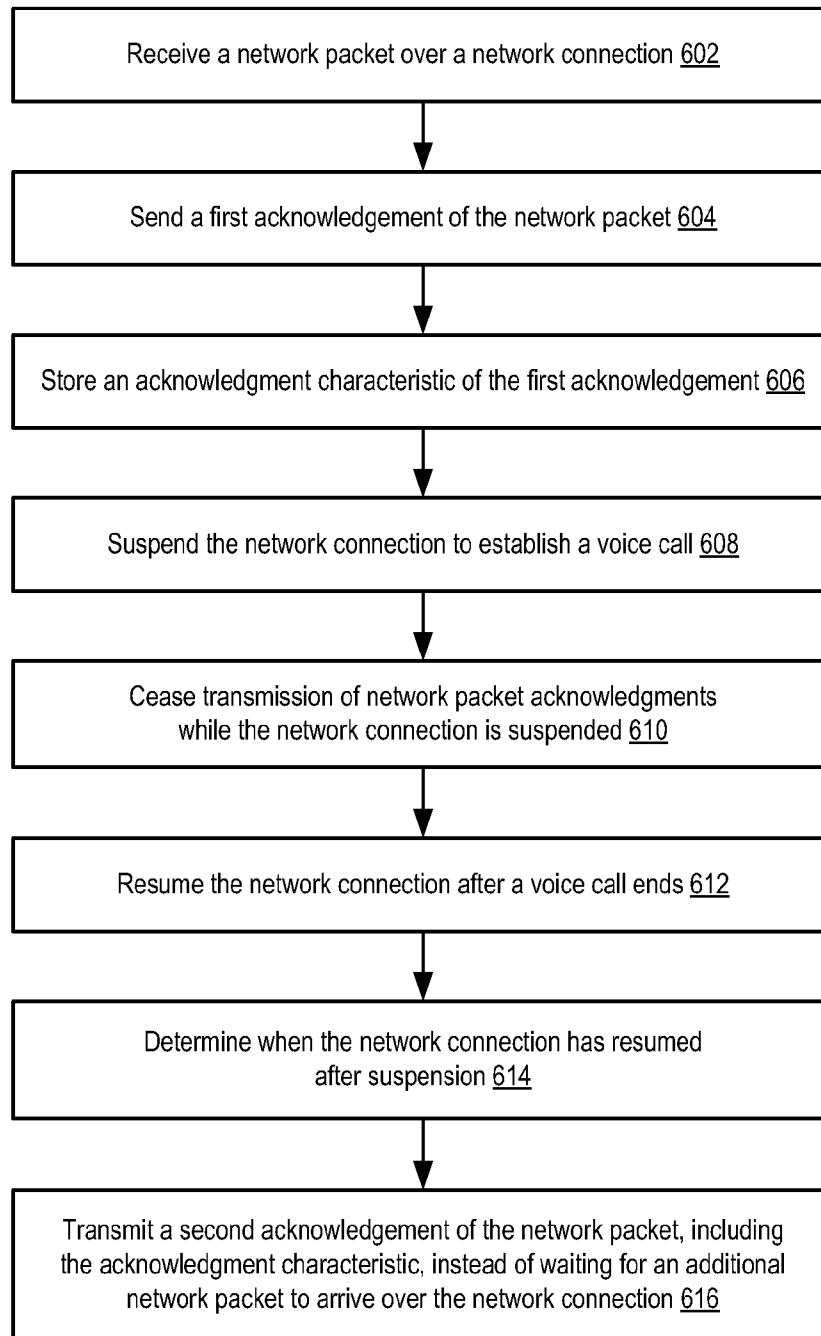 Receive a network packet over a network connection 602
Send a first acknowledgement of the network packet 604
Store an acknowledgment characteristic of the first acknowledgement 606
Suspend the network connection to establish a voice call 608
Cease transmission of network packet acknowledgments
while the network connection is suspended 610
Resume the network connection after a voice call ends 612
Determine when the network connection has resumed
after suspension 614
Transmit a second acknowledgement of the network packet, including
the acknowledgment characteristic, instead of waiting for an additional
network packet to arrive over the network connection 616